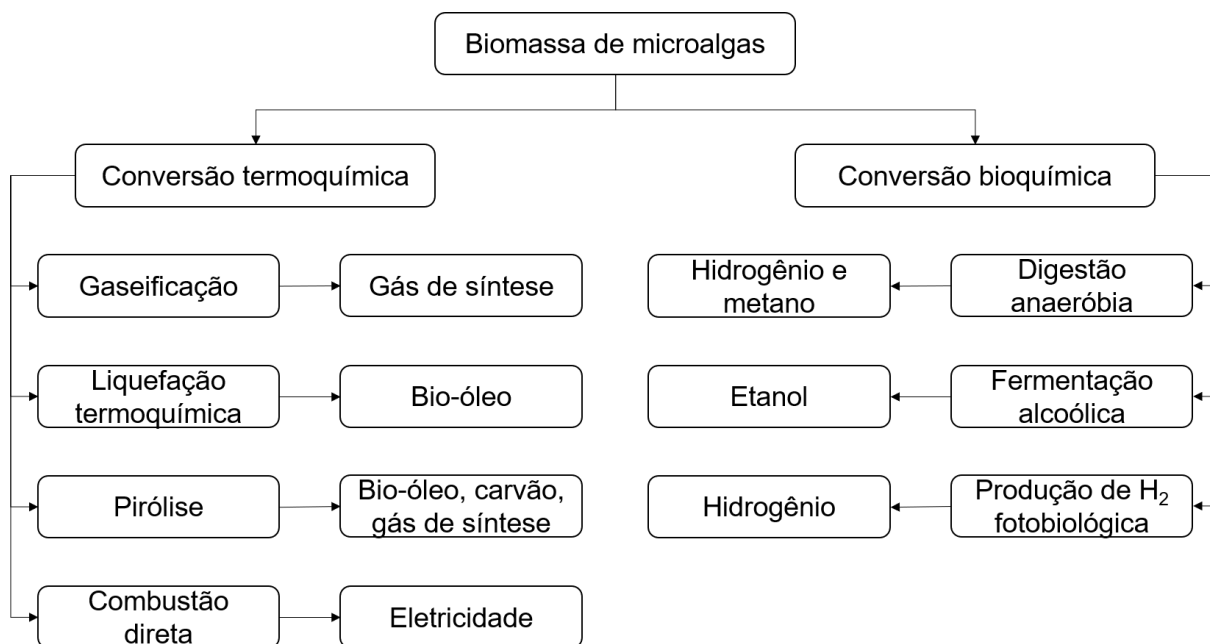 Biomassa de microalgas
Conversão termoquímica
Conversão bioquímica
Gaseificação
Gás de síntese
Hidrogênio e
metano
Digestão
anaeróbia
Liquefação
termoquímica
Bio-óleo
Etanol
Fermentação
alcoólica
Pirólise
Bio-óleo, carvão,
gás de síntese
Hidrogênio
Produção de H₂
fotobiológica
Combustão
direta
Eletricidade